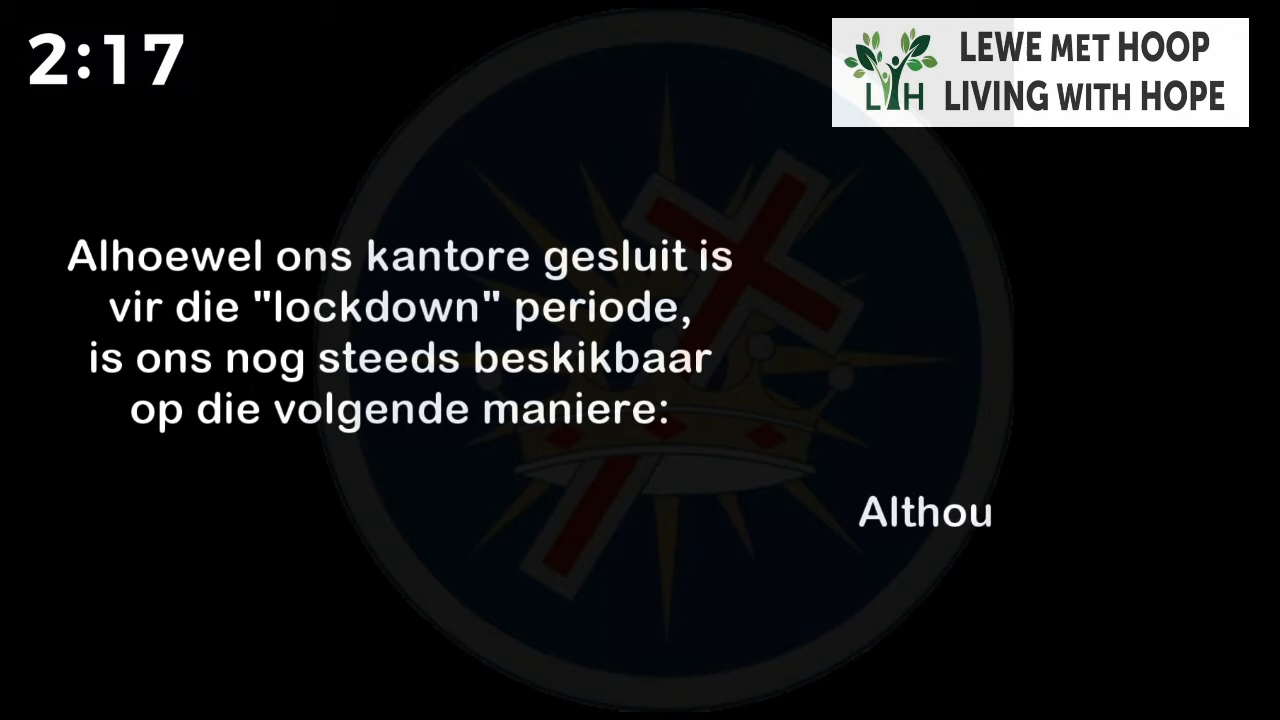 2:17
LEWE MET HOOP
LIVING WITH HOPE
LH
Alhoewel ons kantore gesluit is
vir die "lockdown" periode,
is ons nog steeds beskikbaar
op die volgende maniere:
Althou